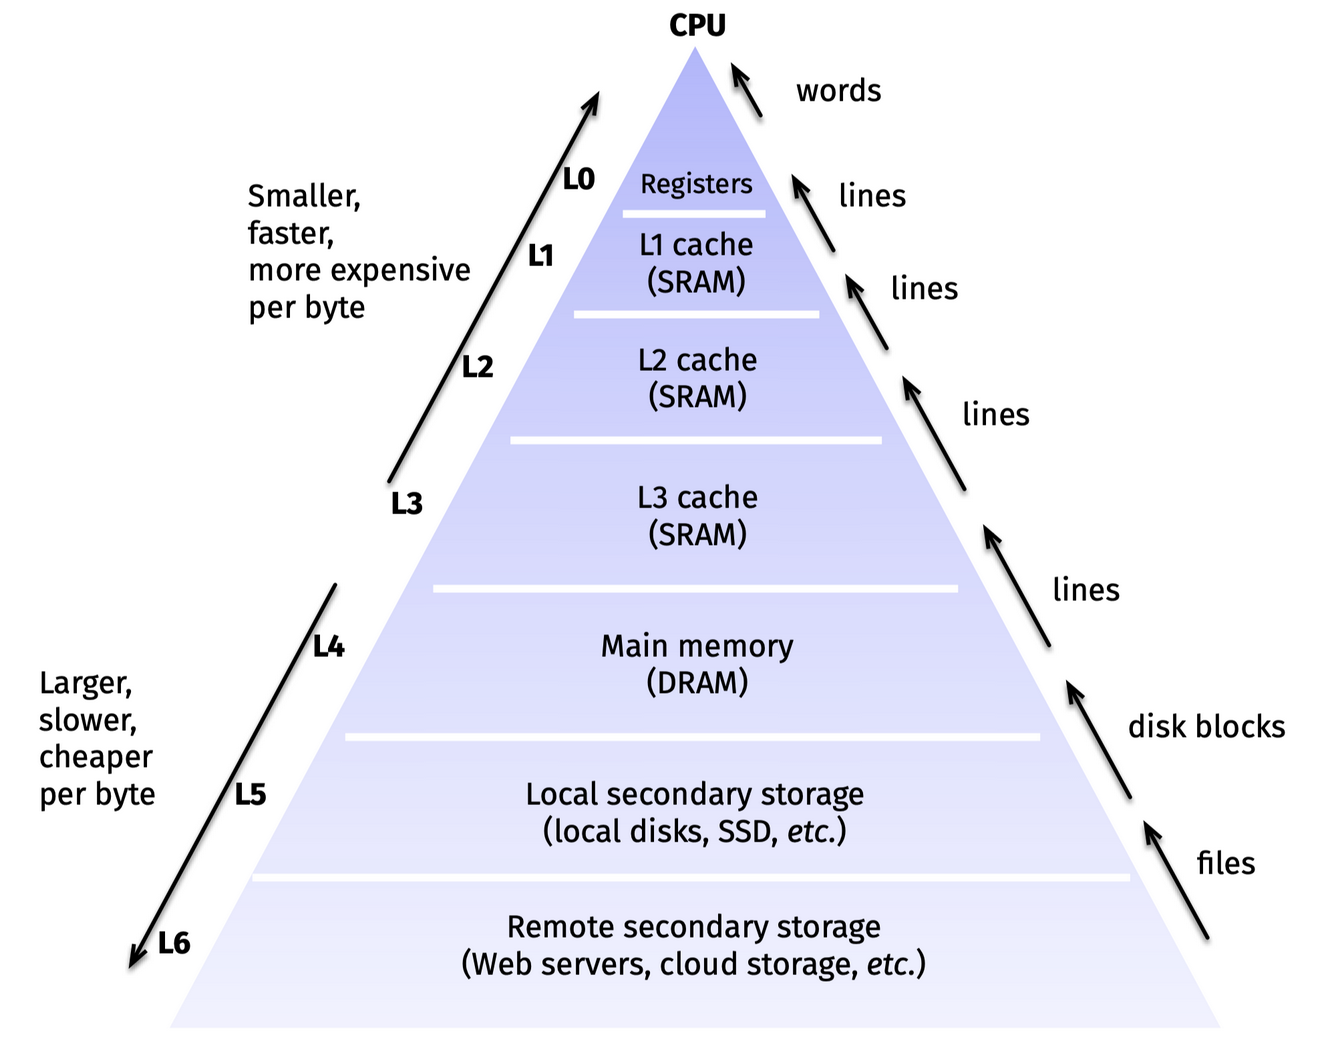 CPU
words
L0
Registers
lines
Smaller,
faster,
more expensive
per byte
L1
L1 cache
(SRAM)
lines
L2
L2 cache
(SRAM)
lines
L3
L3 cache
(SRAM)
lines
L4
Main memory
(DRAM)
Larger,
slower,
cheaper
per byte
disk blocks
L5
Local secondary storage
(local disks, SSD, etc.)
files
L6
Remote secondary storage
(Web servers, cloud storage, etc.)